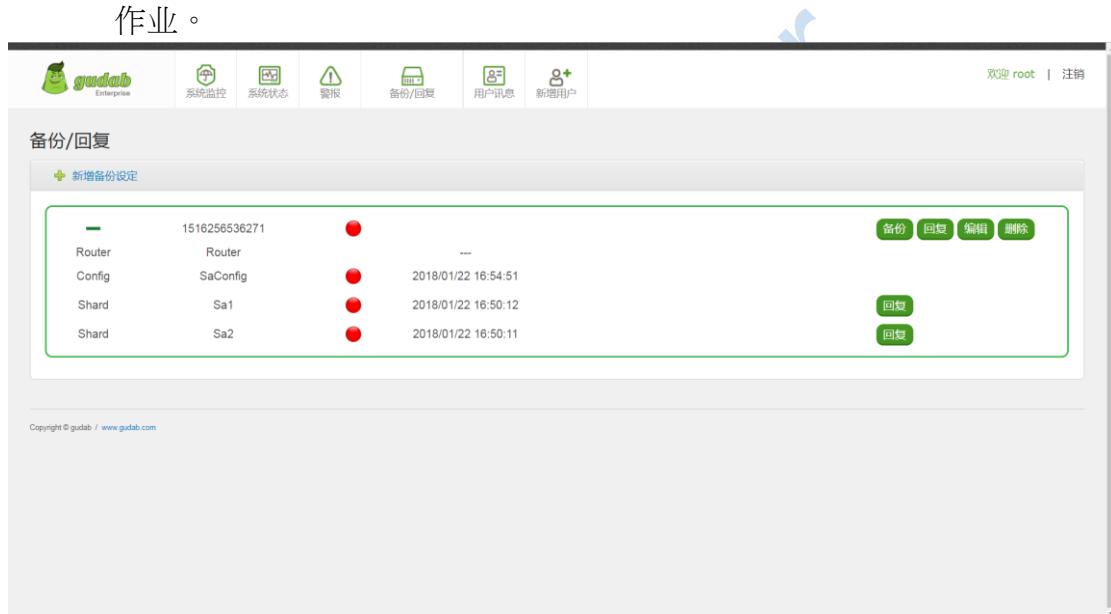 作业。
gudab
Enterprise
系统监控 系统状态 警报 备份/回复 用户讯息 新增用户
欢迎 root | 注销
备份/回复
新增备份设定
1516256536271 备份 回复 编辑 删除
Router Router ---
Config SaConfig 2018/01/22 16:54:51
Shard Sa1 2018/01/22 16:50:12 回复
Shard Sa2 2018/01/22 16:50:11 回复
Copyright © gudab / www.gudab.com